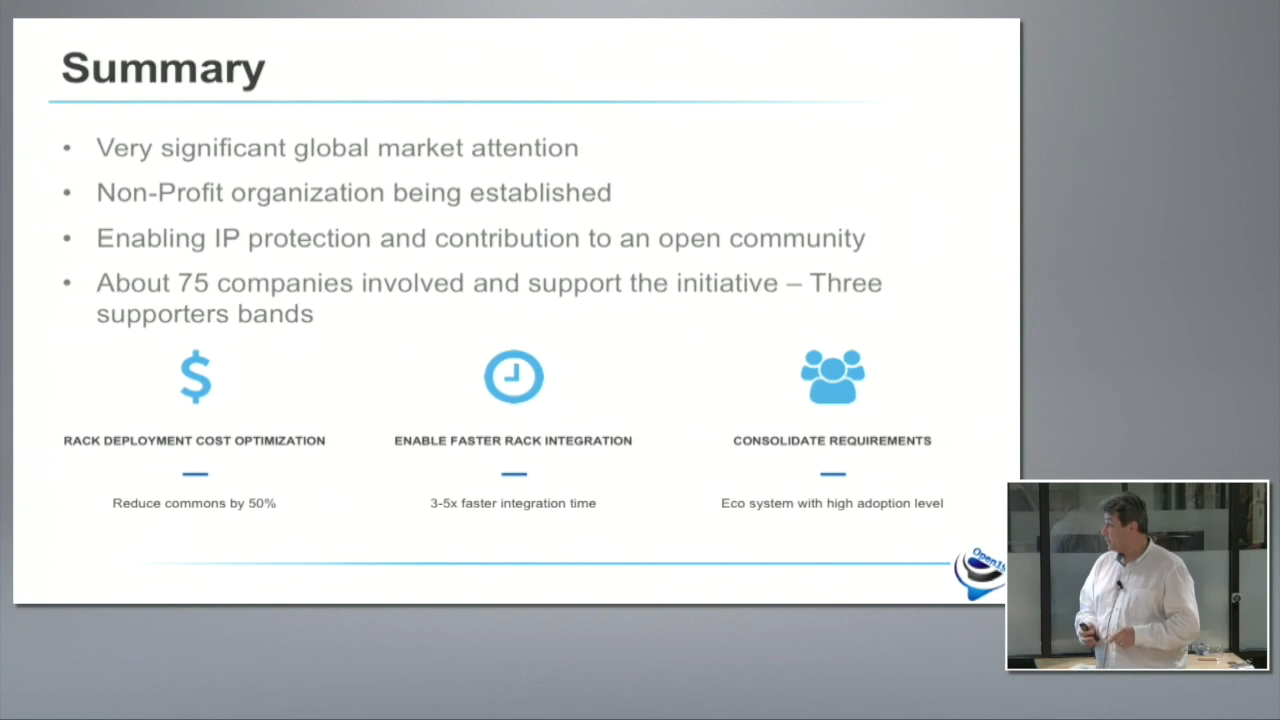 Summary
• Very significant global market attention
• Non-Profit organization being established
• Enabling IP protection and contribution to an open community
• About 75 companies involved and support the initiative – Three
supporters bands
$
RACK DEPLOYMENT COST OPTIMIZATION
Reduce commons by 50%
ENABLE FASTER RACK INTEGRATION
3-5x faster integration time
CONSOLIDATE REQUIREMENTS
Eco system with high adoption level